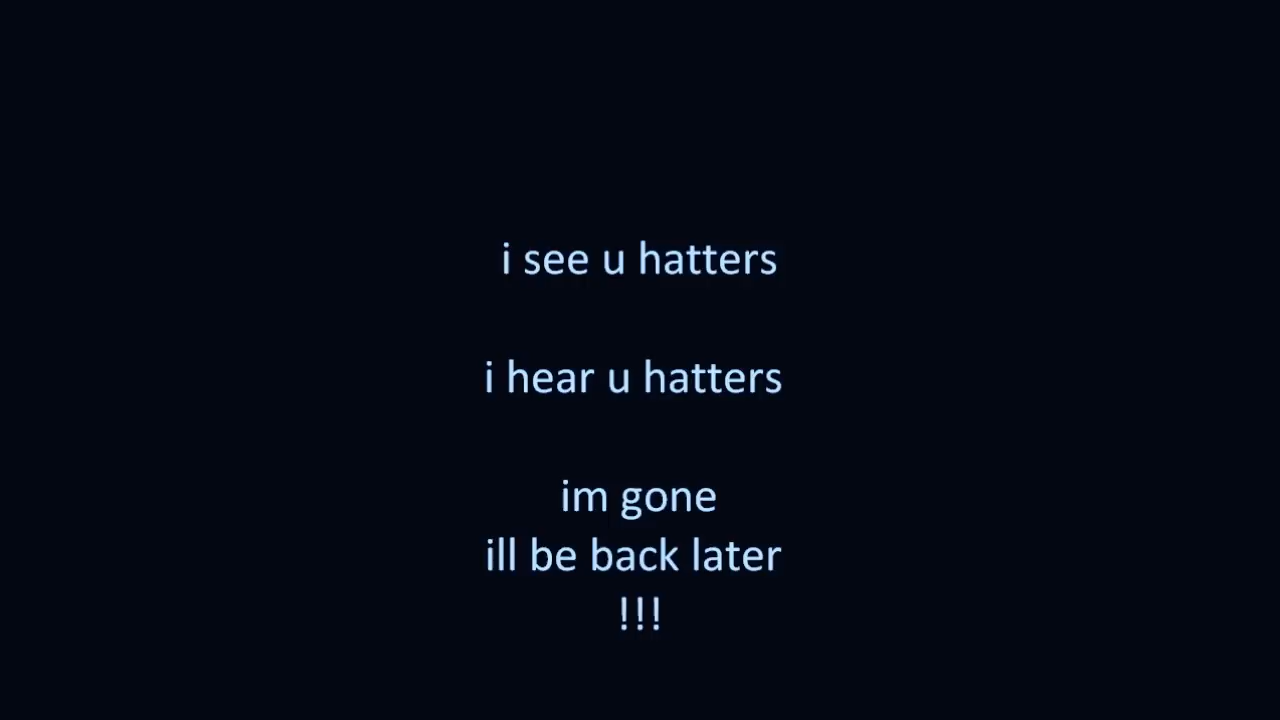 i see u hatters
i hear u hatters
im gone
ill be back later
!!!